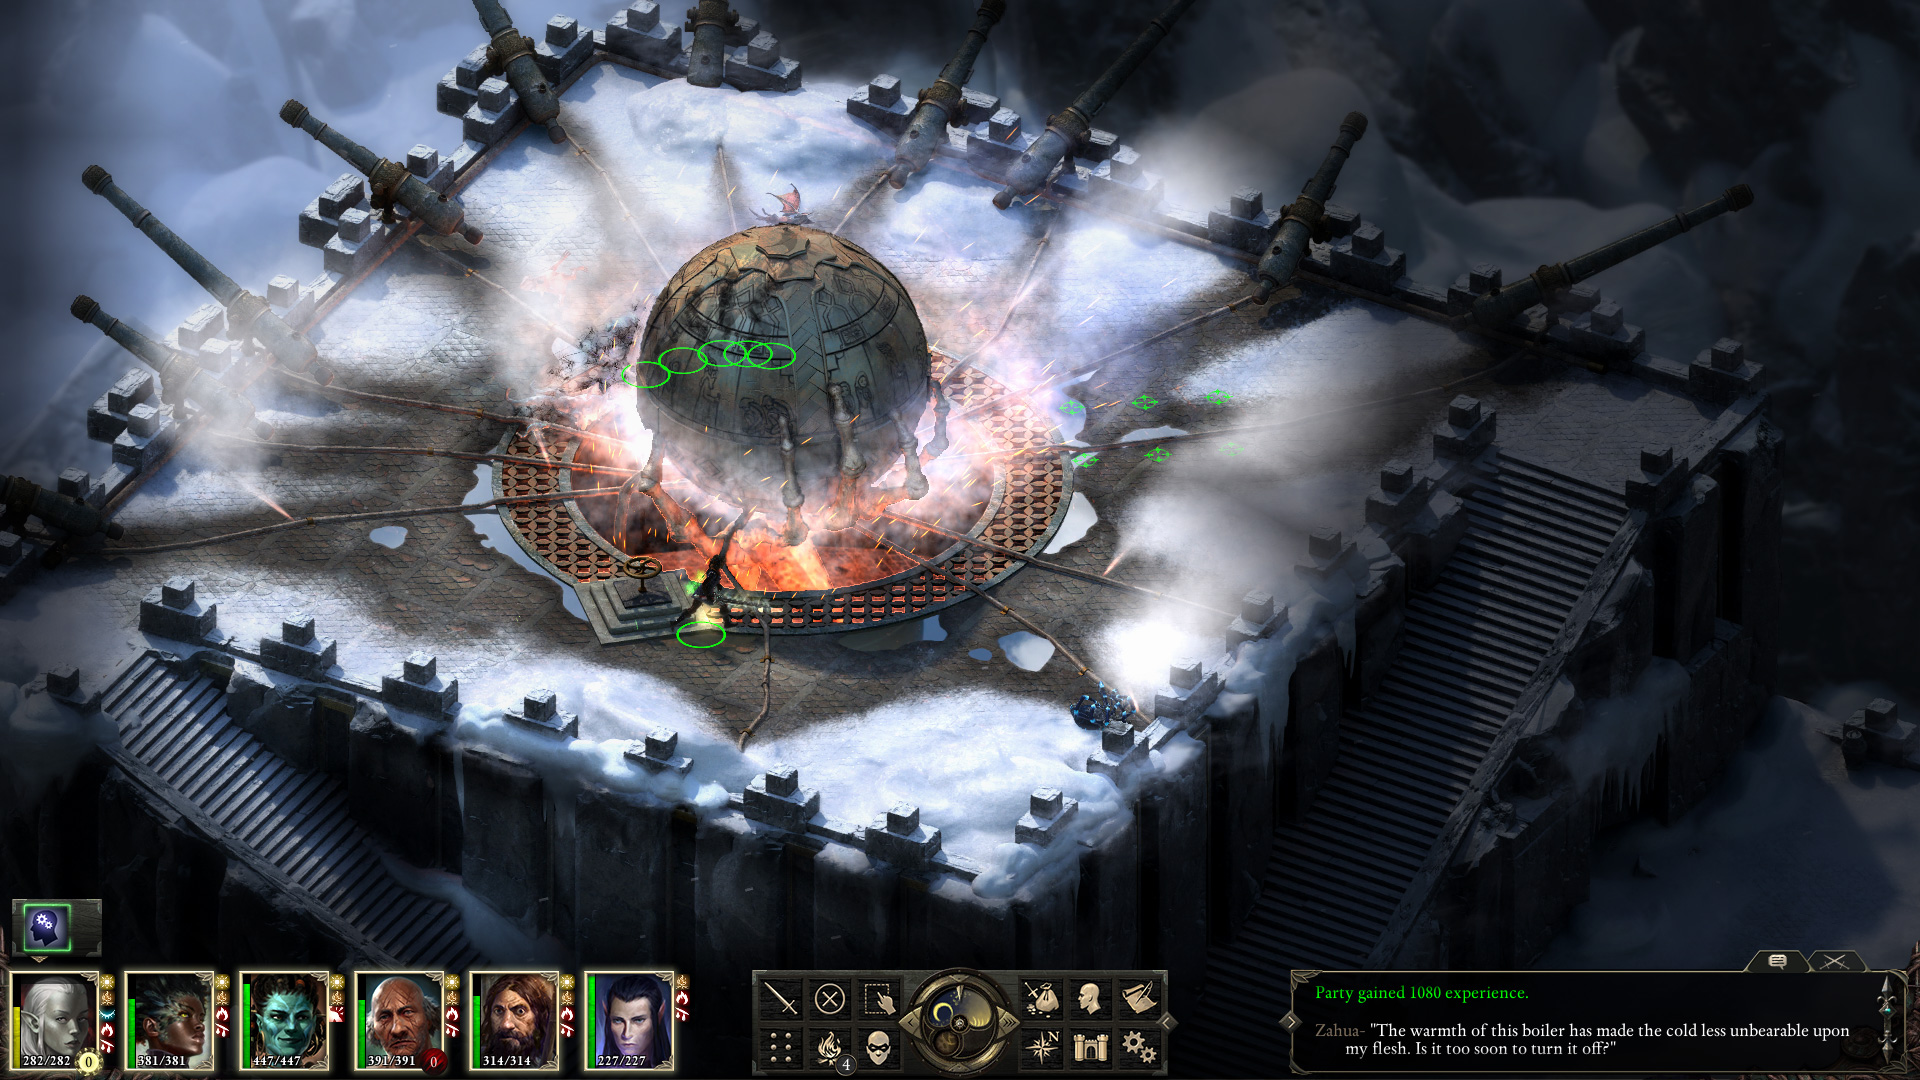 282/282
0
381/381
447/447
391/391
0
314/314
227/227
4
N
Party gained 1080 experience.
Zahua- "The warmth of this boiler has made the cold less unbearable upon
my flesh. Is it too soon to turn it off?"